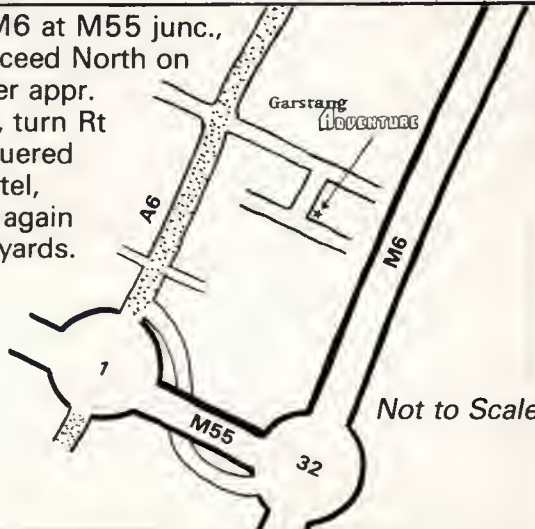 M6 at M55 junc.,
ceed North on
er appr.
, turn Rt
uered
tel,
again
yards.
Garstang
ADVENTURE
A6
M6
1
M55
32
Not to Scale